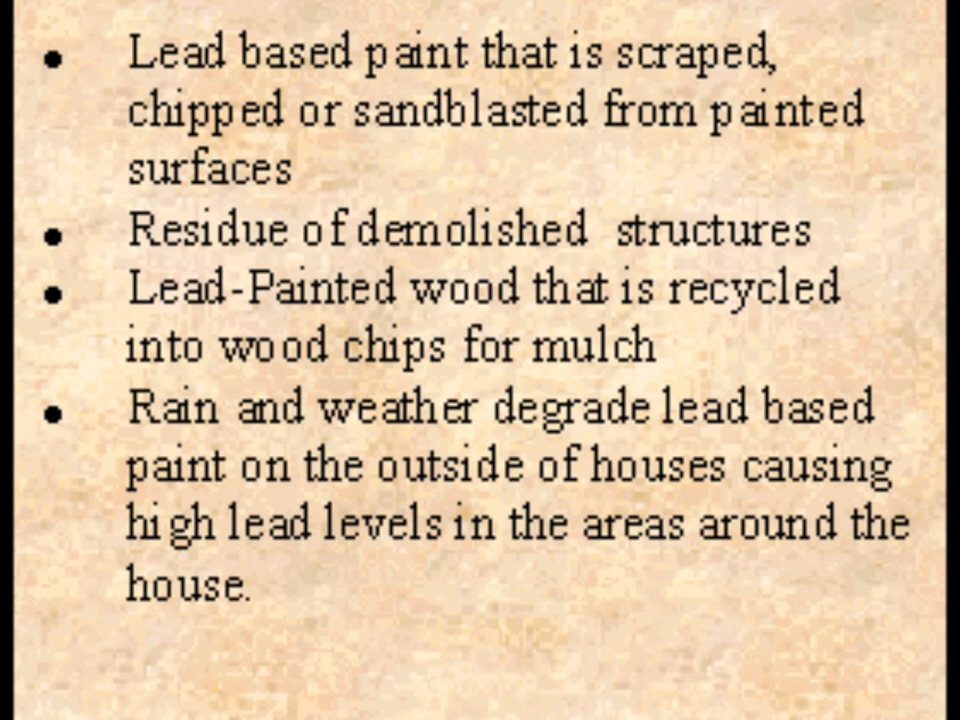 • Lead based paint that is scraped,
chipped or sandblasted from painted
surfaces
• Residue of demolished structures
• Lead-Painted wood that is recycled
into wood chips for mulch
• Rain and weather degrade lead based
paint on the outside of houses causing
high lead levels in the areas around the
house.